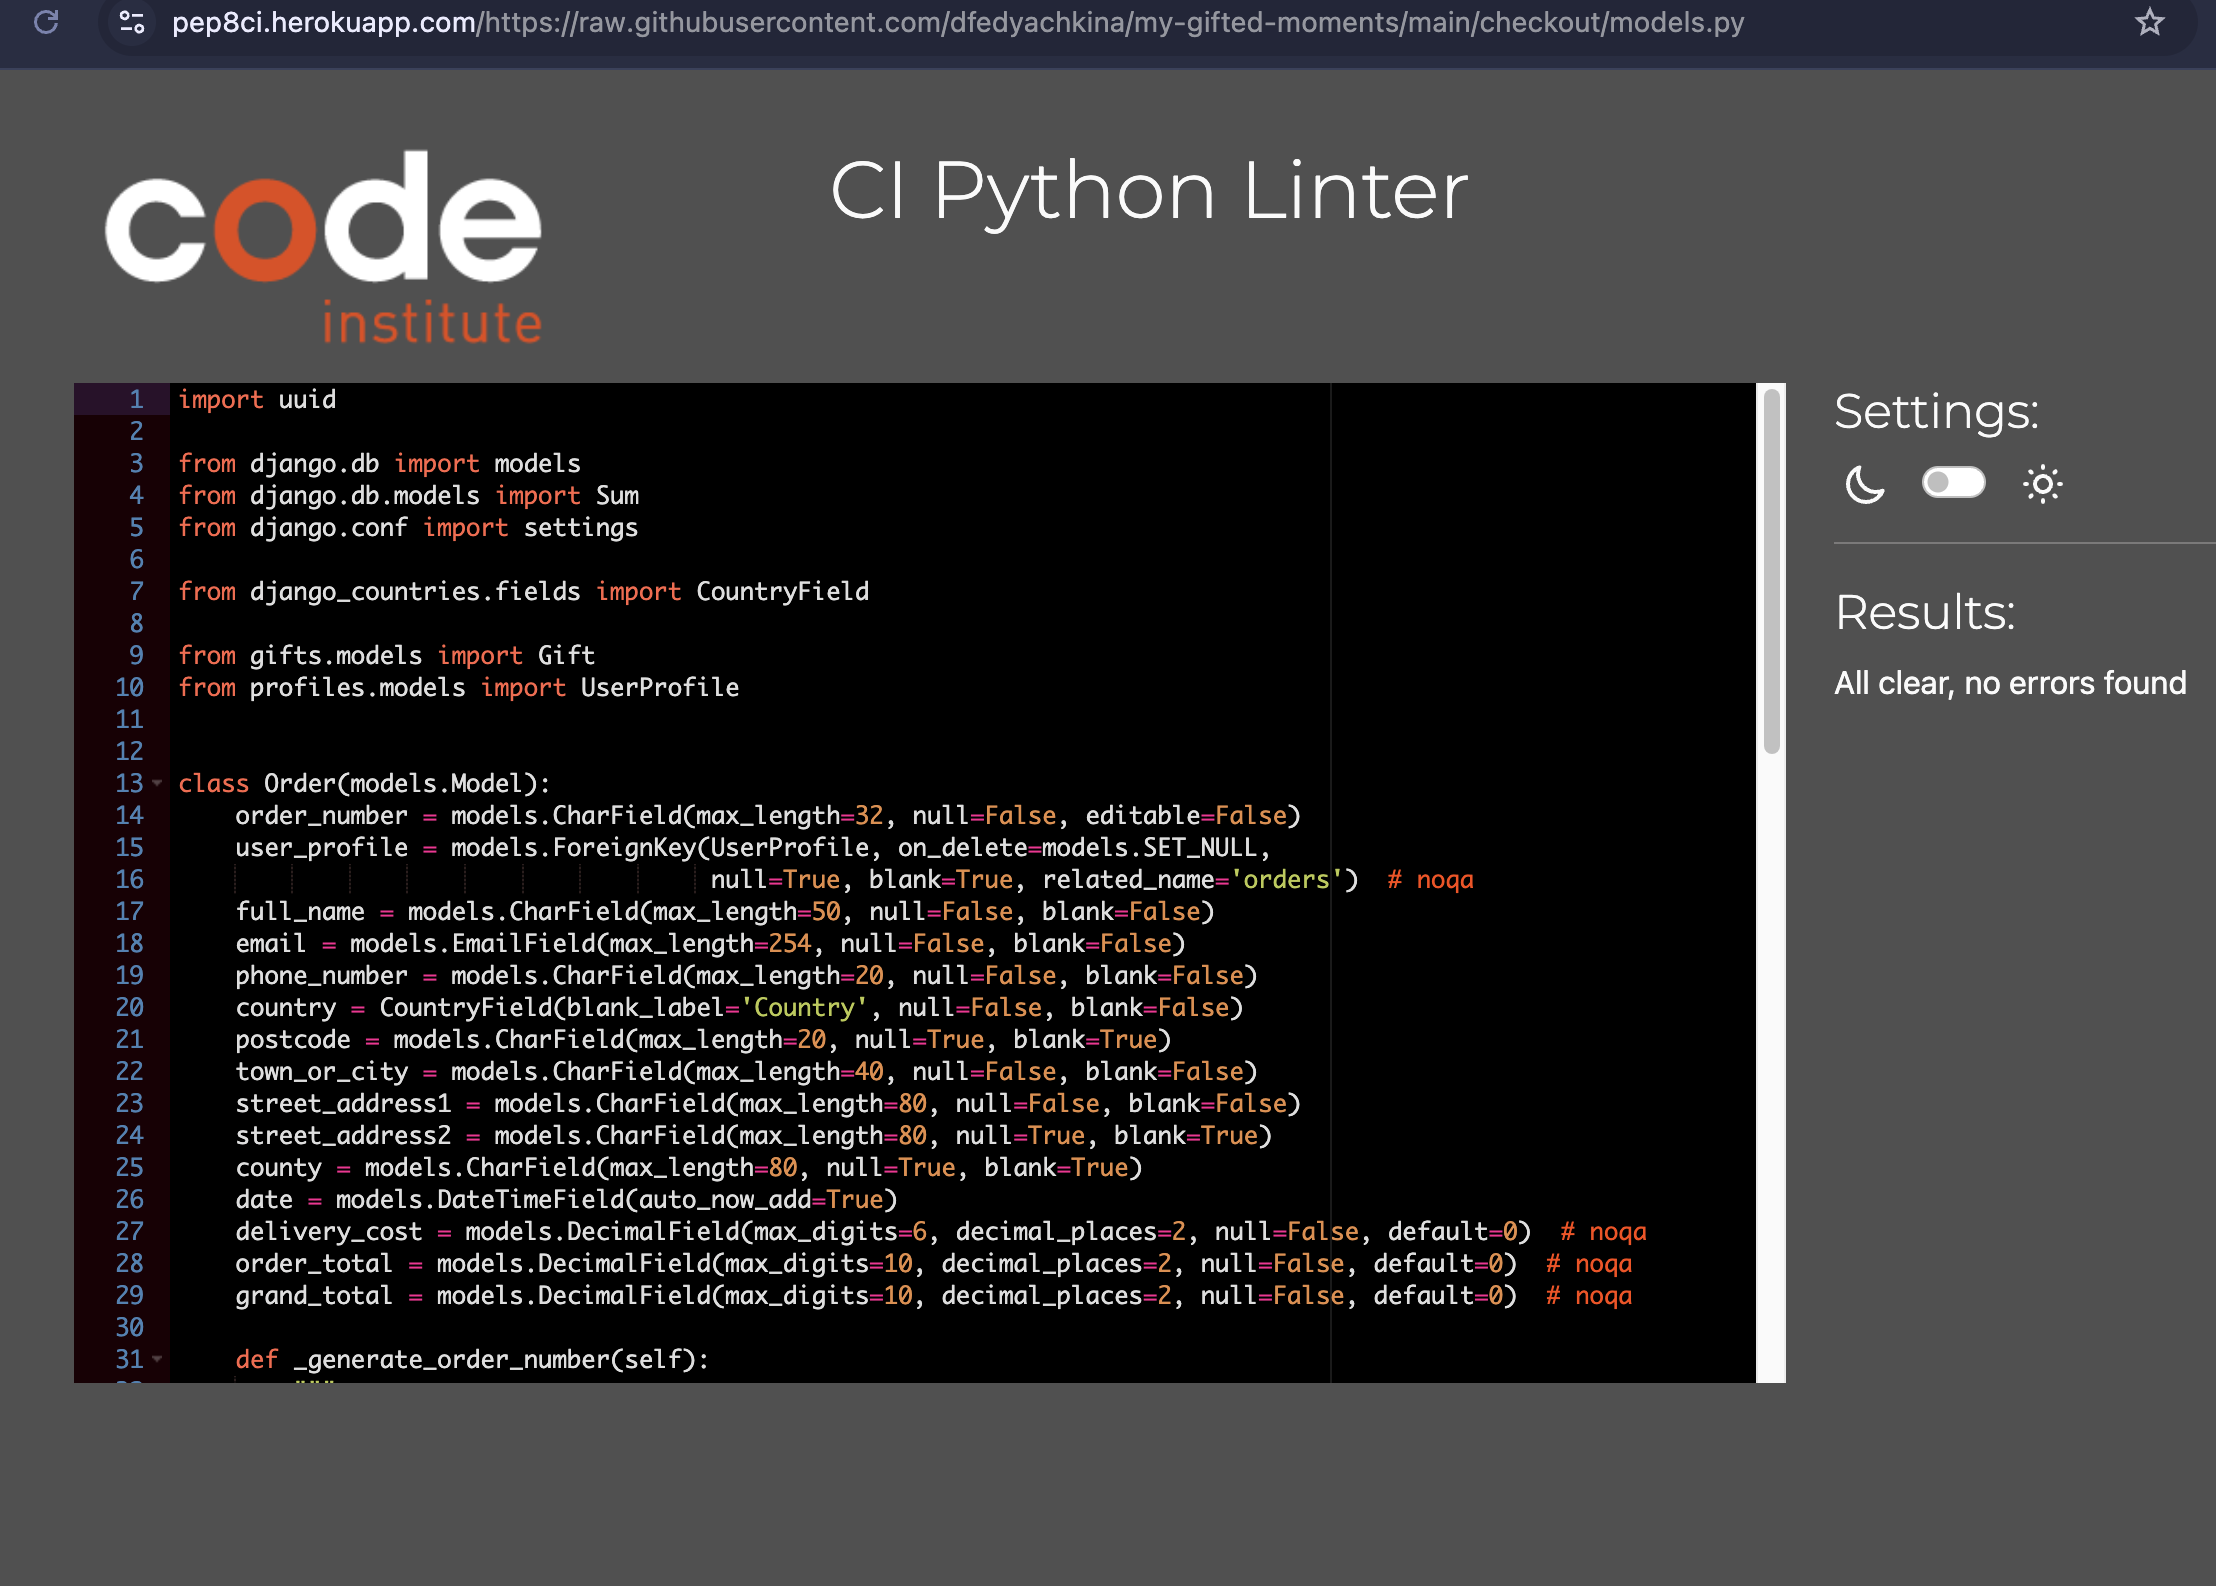 pep8ci.herokuapp.com/https://raw.githubusercontent.com/dfedyachkina/my-gifted-moments/main/checkout/models.py
code
institute
CI Python Linter
1 import uuid
2
3 from django.db import models
4 from django.db.models import Sum
5 from django.conf import settings
6
7 from django_countries.fields import CountryField
8
9 from gifts.models import Gift
10 from profiles.models import UserProfile
11
12
13 class Order(models.Model):
14     order_number = models.CharField(max_length=32, null=False, editable=False)
15     user_profile = models.ForeignKey(UserProfile, on_delete=models.SET_NULL,
16                                      null=True, blank=True, related_name='orders')  # noqa
17     full_name = models.CharField(max_length=50, null=False, blank=False)
18     email = models.EmailField(max_length=254, null=False, blank=False)
19     phone_number = models.CharField(max_length=20, null=False, blank=False)
20     country = CountryField(blank_label='Country', null=False, blank=False)
21     postcode = models.CharField(max_length=20, null=True, blank=True)
22     town_or_city = models.CharField(max_length=40, null=False, blank=False)
23     street_address1 = models.CharField(max_length=80, null=False, blank=False)
24     street_address2 = models.CharField(max_length=80, null=True, blank=True)
25     county = models.CharField(max_length=80, null=True, blank=True)
26     date = models.DateTimeField(auto_now_add=True)
27     delivery_cost = models.DecimalField(max_digits=6, decimal_places=2, null=False, default=0)  # noqa
28     order_total = models.DecimalField(max_digits=10, decimal_places=2, null=False, default=0)  # noqa
29     grand_total = models.DecimalField(max_digits=10, decimal_places=2, null=False, default=0)  # noqa
30
31     def _generate_order_number(self):
Settings:
Results:
All clear, no errors found